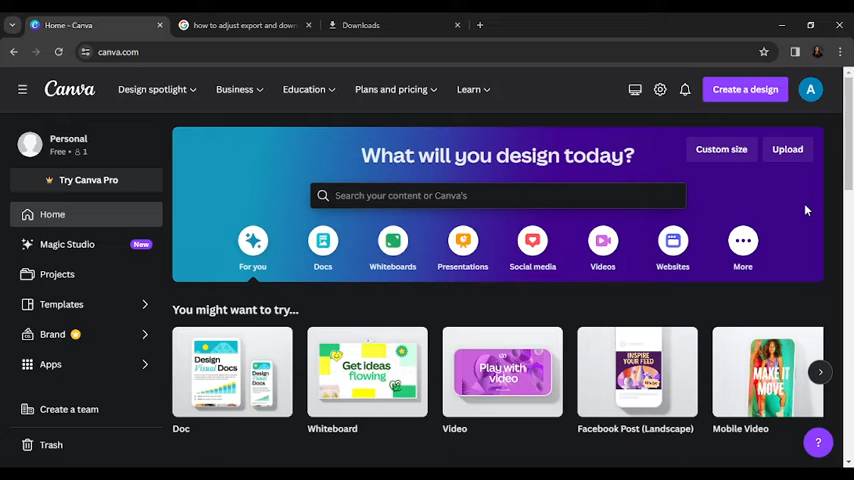 Home - Canva
how to adjust export and down
Downloads
canva.com
Canva
Design spotlight
Business
Education
Plans and pricing
Learn
Create a design
A
Personal
Free • 1
Try Canva Pro
Home
Magic Studio
New
Projects
Templates
Brand
Apps
Create a team
Trash
What will you design today?
Custom size
Upload
Search your content or Canva's
For you
Docs
Whiteboards
Presentations
Social media
Videos
Websites
More
You might want to try...
Design
Visual Docs
Design
Visual Docs
Get ideas
flowing
Play with
Video
INSPIRE
YOUR FEED
MAKE IT
MOVE
Doc
Whiteboard
Video
Facebook Post (Landscape)
Mobile Video
?